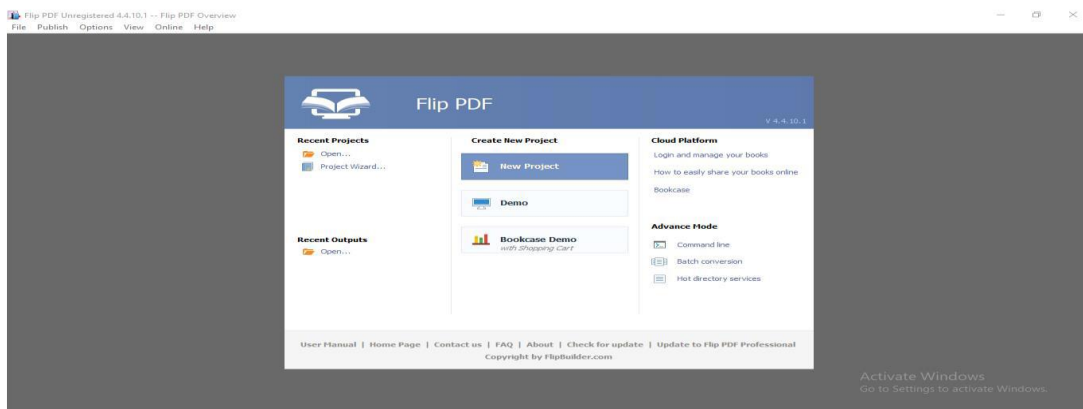 Flip PDF Unregistered 4.4.10.1 -- Flip PDF Overview
File Publish Options View Online Help
Flip PDF
V 4.4.10.1
Recent Projects
Open...
Project Wizard...
Recent Outputs
Open...
Create New Project
New Project
Demo
Bookcase Demo
with Shopping Cart
Cloud Platform
Login and manage your books
How to easily share your books online
Bookcase
Advance Mode
Command line
Batch conversion
Hot directory services
User Manual | Home Page | Contact us | FAQ | About | Check for update | Update to Flip PDF Professional
Copyright by FlipBuilder.com
Activate Windows
Go to Settings to activate Windows.